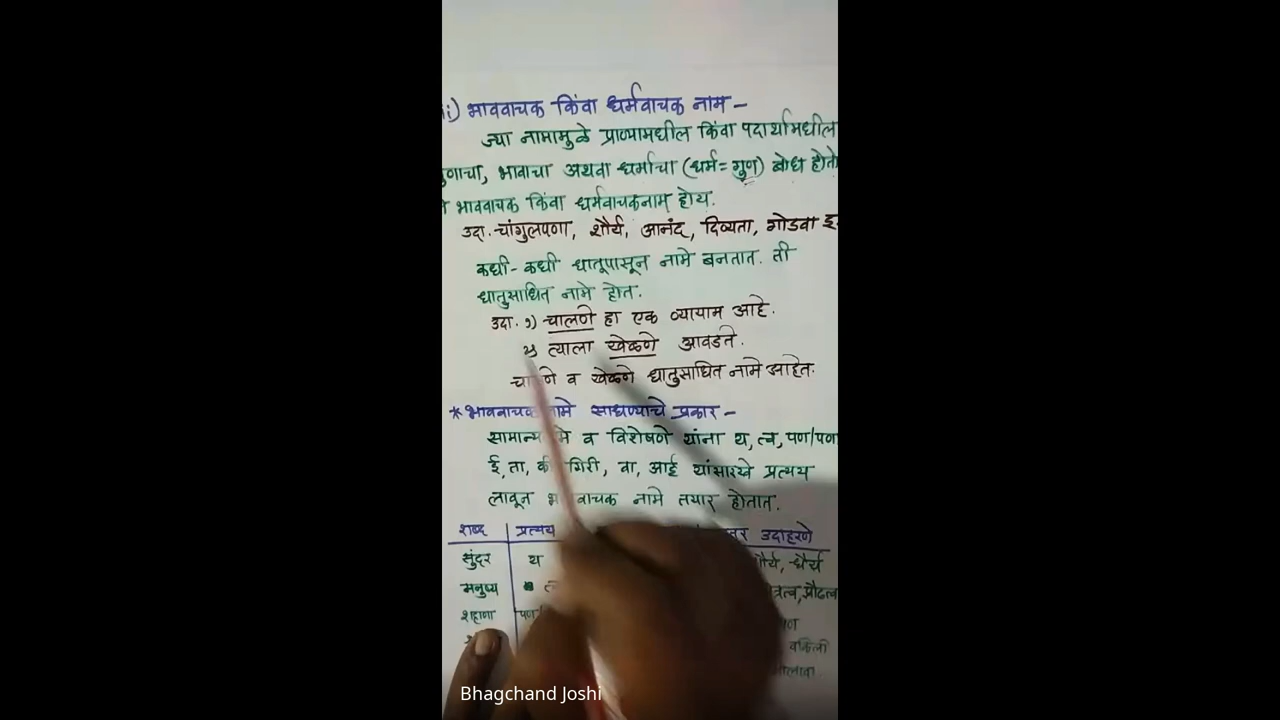 i) भाववाचक किंवा धर्मवाचक नाम –
ज्या नामामुळे प्राण्यामधील किंवा पदार्थामधील
गुणाचा, भावाचा अथवा धर्माचा (धर्म = गुण) बोध होतो
भाववाचक किंवा धर्मवाचकनाम होय.
उदा. चांगुलपणा, शौर्य, आनंद, दिव्यता, गोडवा इ
कधी-कधी धातूपासून नामे बनतात. ती
धातुसाधित नामे होत.
उदा. १) चालणे हा एक व्यायाम आहे.
२) त्याला खेळणे आवडते.
व खेळणे धातुसाधित नामे आहेत.
* भाववाचक नामे साधण्याचे प्रकार –
सामान्य व विशेषणे यांना य, त्व, पण/पणा
ई, ता, की गिरी, वा, आई यांसारखे प्रत्यय
लावून नामे तयार होतात.
शब्द प्रत्यय उदाहरणे
सुंदर य शौर्य, धैर्य
मनुष्य प्रौढत्व
शहाणा पण
वकिली
Bhagchand Joshi